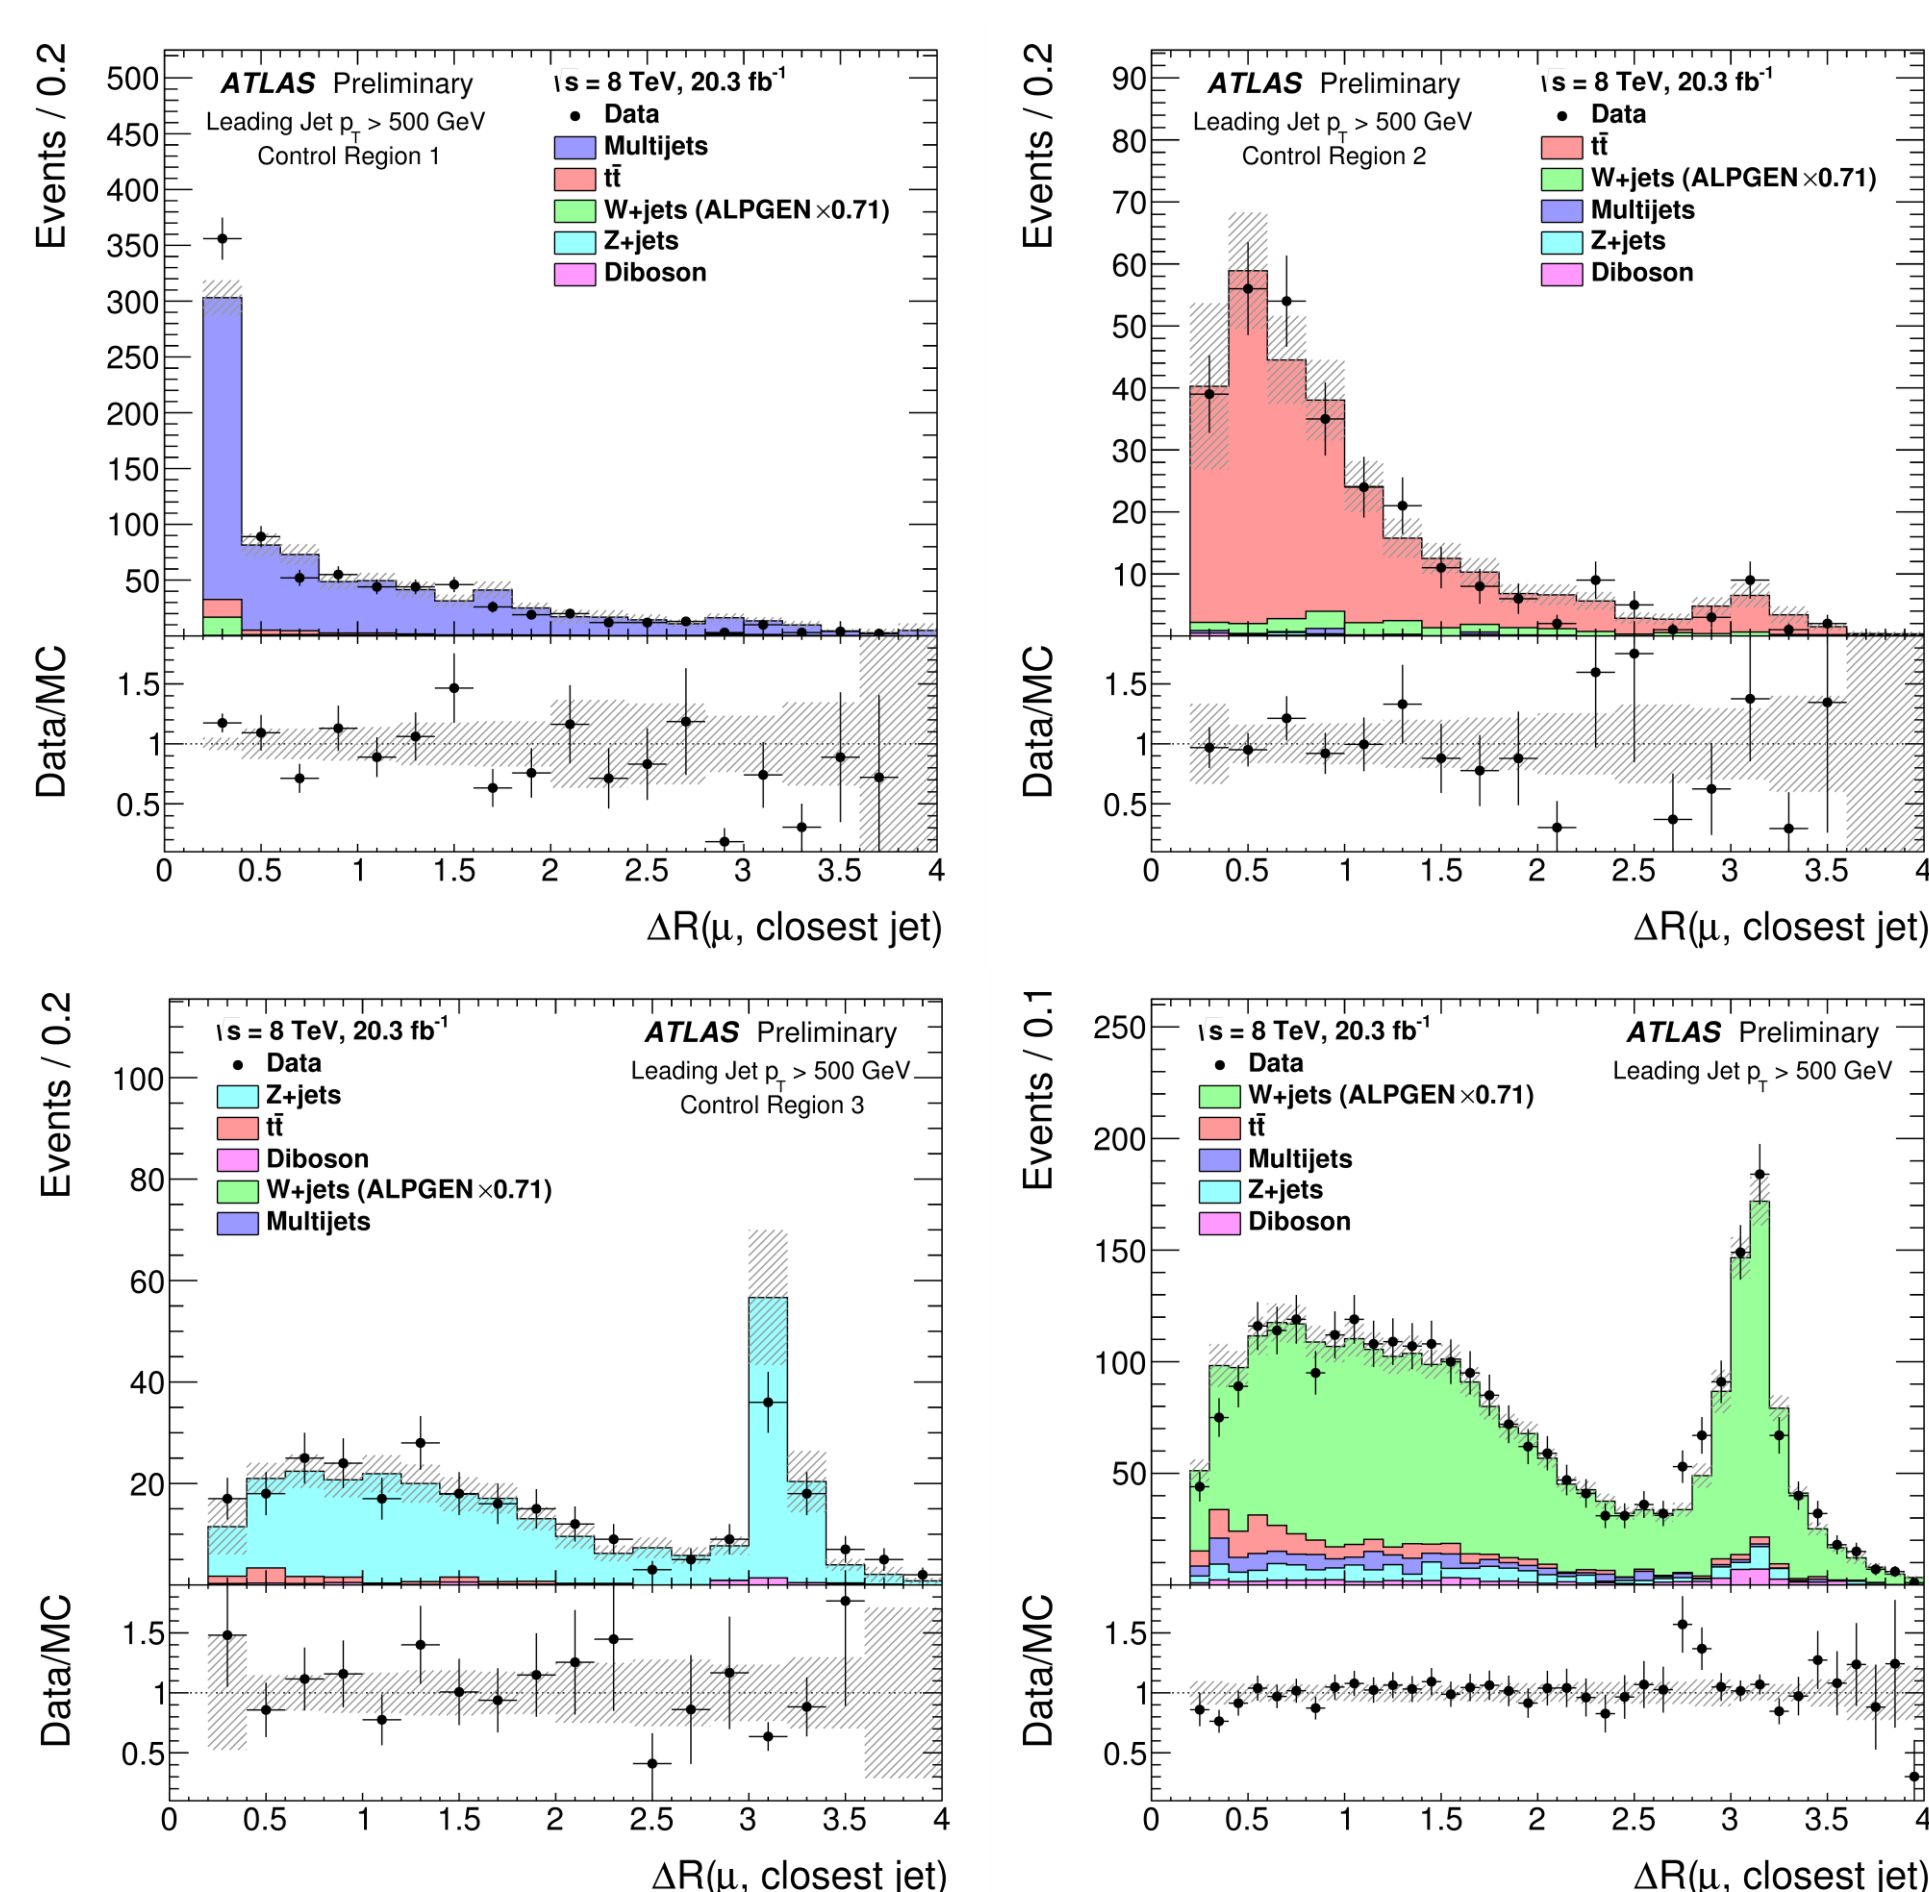 Events / 0.2
500
450
400
350
300
250
200
150
100
50
ATLAS Preliminary
Leading Jet pT > 500 GeV
Control Region 1
√s = 8 TeV, 20.3 fb-1
Data
Multijets
tt̄
W+jets (ALPGEN×0.71)
Z+jets
Diboson
Data/MC
1.5
1
0.5
0 0.5 1 1.5 2 2.5 3 3.5 4
ΔR(μ, closest jet)
Events / 0.2
90
80
70
60
50
40
30
20
10
ATLAS Preliminary
Leading Jet pT > 500 GeV
Control Region 2
√s = 8 TeV, 20.3 fb-1
Data
tt̄
W+jets (ALPGEN×0.71)
Multijets
Z+jets
Diboson
Data/MC
1.5
1
0.5
0 0.5 1 1.5 2 2.5 3 3.5 4
ΔR(μ, closest jet)
Events / 0.2
100
80
60
40
20
√s = 8 TeV, 20.3 fb-1
Data
Z+jets
tt̄
Diboson
W+jets (ALPGEN×0.71)
Multijets
ATLAS Preliminary
Leading Jet pT > 500 GeV
Control Region 3
Data/MC
1.5
1
0.5
0 0.5 1 1.5 2 2.5 3 3.5 4
ΔR(μ, closest jet)
Events / 0.1
250
200
150
100
50
√s = 8 TeV, 20.3 fb-1
Data
W+jets (ALPGEN×0.71)
tt̄
Multijets
Z+jets
Diboson
ATLAS Preliminary
Leading Jet pT > 500 GeV
Data/MC
1.5
1
0.5
0 0.5 1 1.5 2 2.5 3 3.5 4
ΔR(μ, closest jet)